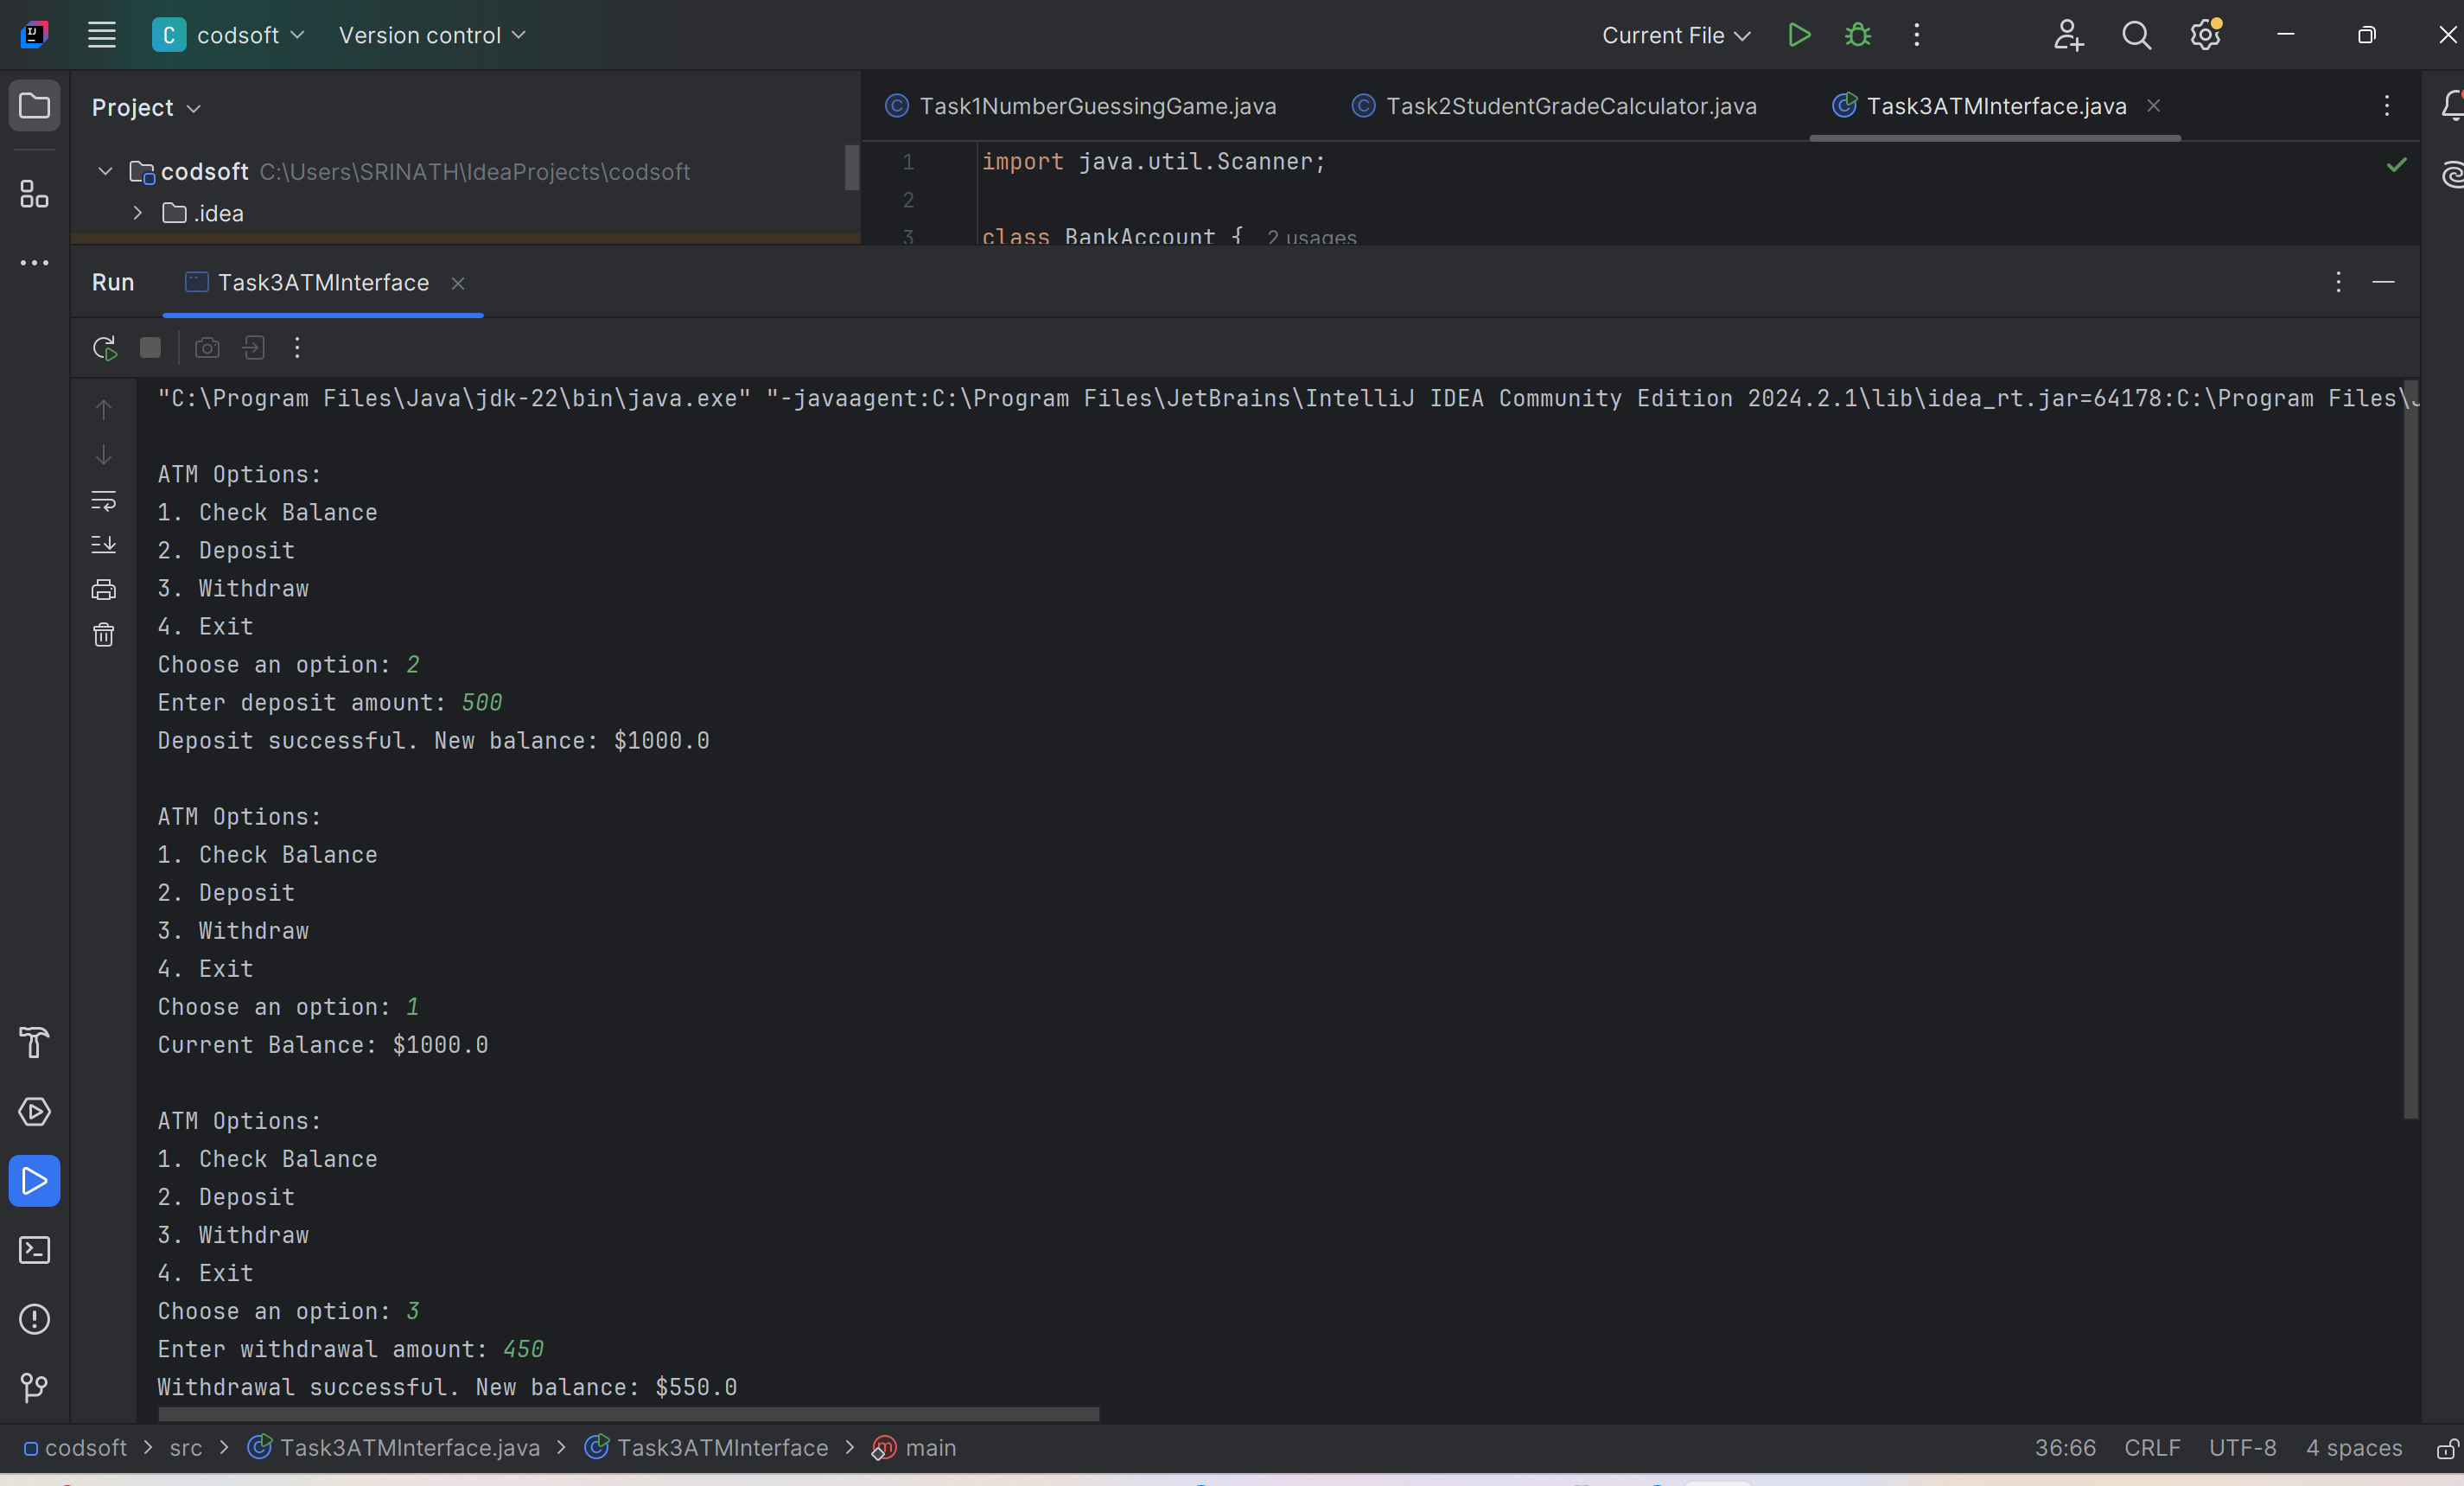 C codsoft Version control Current File
Project
Task1NumberGuessingGame.java Task2StudentGradeCalculator.java Task3ATMInterface.java
codsoft C:\Users\SRINATH\IdeaProjects\codsoft
.idea
1 import java.util.Scanner;
2
3 class BankAccount { 2 usages
Run Task3ATMInterface
"C:\Program Files\Java\jdk-22\bin\java.exe" "-javaagent:C:\Program Files\JetBrains\IntelliJ IDEA Community Edition 2024.2.1\lib\idea_rt.jar=64178:C:\Program Files\J
ATM Options:
1. Check Balance
2. Deposit
3. Withdraw
4. Exit
Choose an option: 2
Enter deposit amount: 500
Deposit successful. New balance: $1000.0
ATM Options:
1. Check Balance
2. Deposit
3. Withdraw
4. Exit
Choose an option: 1
Current Balance: $1000.0
ATM Options:
1. Check Balance
2. Deposit
3. Withdraw
4. Exit
Choose an option: 3
Enter withdrawal amount: 450
Withdrawal successful. New balance: $550.0
codsoft > src > Task3ATMInterface.java > Task3ATMInterface > main 36:66 CRLF UTF-8 4 spaces